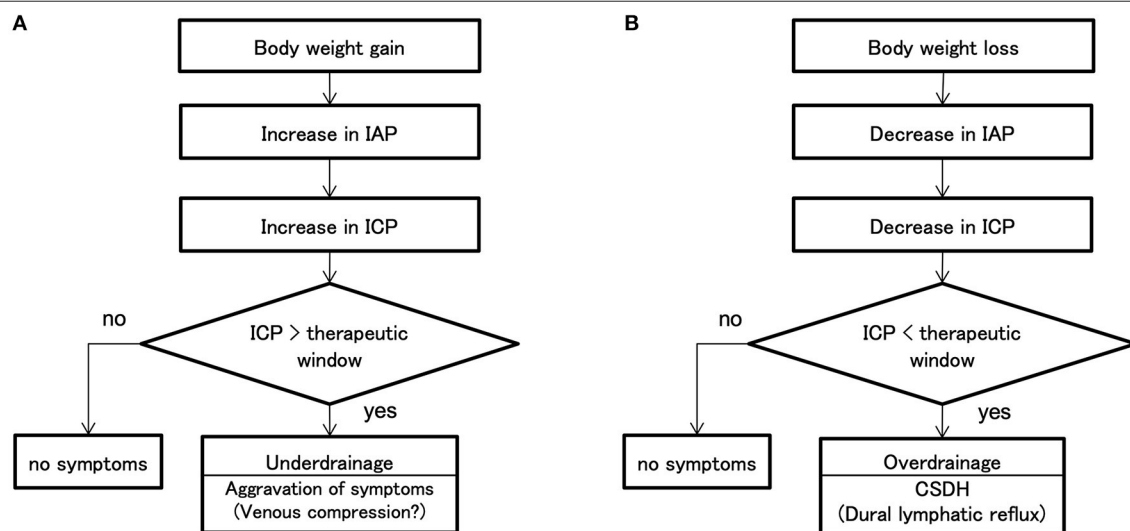 A
Body weight gain
Increase in IAP
Increase in ICP
ICP > therapeutic
window
no
yes
no symptoms
Underdrainage
Aggravation of symptoms
(Venous compression?)
B
Body weight loss
Decrease in IAP
Decrease in ICP
ICP < therapeutic
window
no
yes
no symptoms
Overdrainage
CSDH
(Dural lymphatic reflux)